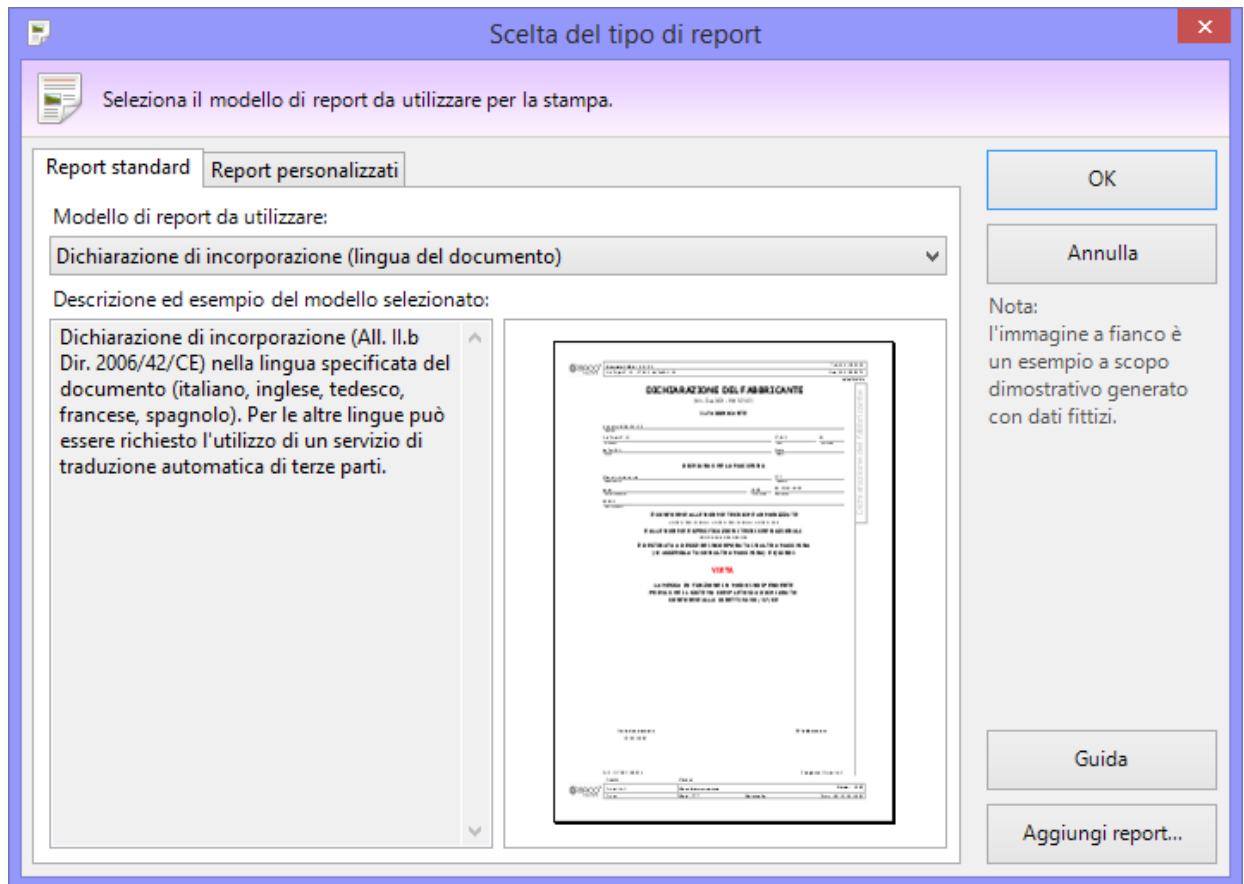 Scelta del tipo di report
Seleziona il modello di report da utilizzare per la stampa.
Report standard
Report personalizzati
Modello di report da utilizzare:
Dichiarazione di incorporazione (lingua del documento)
Descrizione ed esempio del modello selezionato:
Dichiarazione di incorporazione (All. II.b
Dir. 2006/42/CE) nella lingua specificata del
documento (italiano, inglese, tedesco,
francese, spagnolo). Per le altre lingue può
essere richiesto l'utilizzo di un servizio di
traduzione automatica di terze parti.
DICHIARAZIONE DEL FABBRICANTE
VIETA
OK
Annulla
Nota:
l'immagine a fianco è
un esempio a scopo
dimostrativo generato
con dati fittizi.
Guida
Aggiungi report...